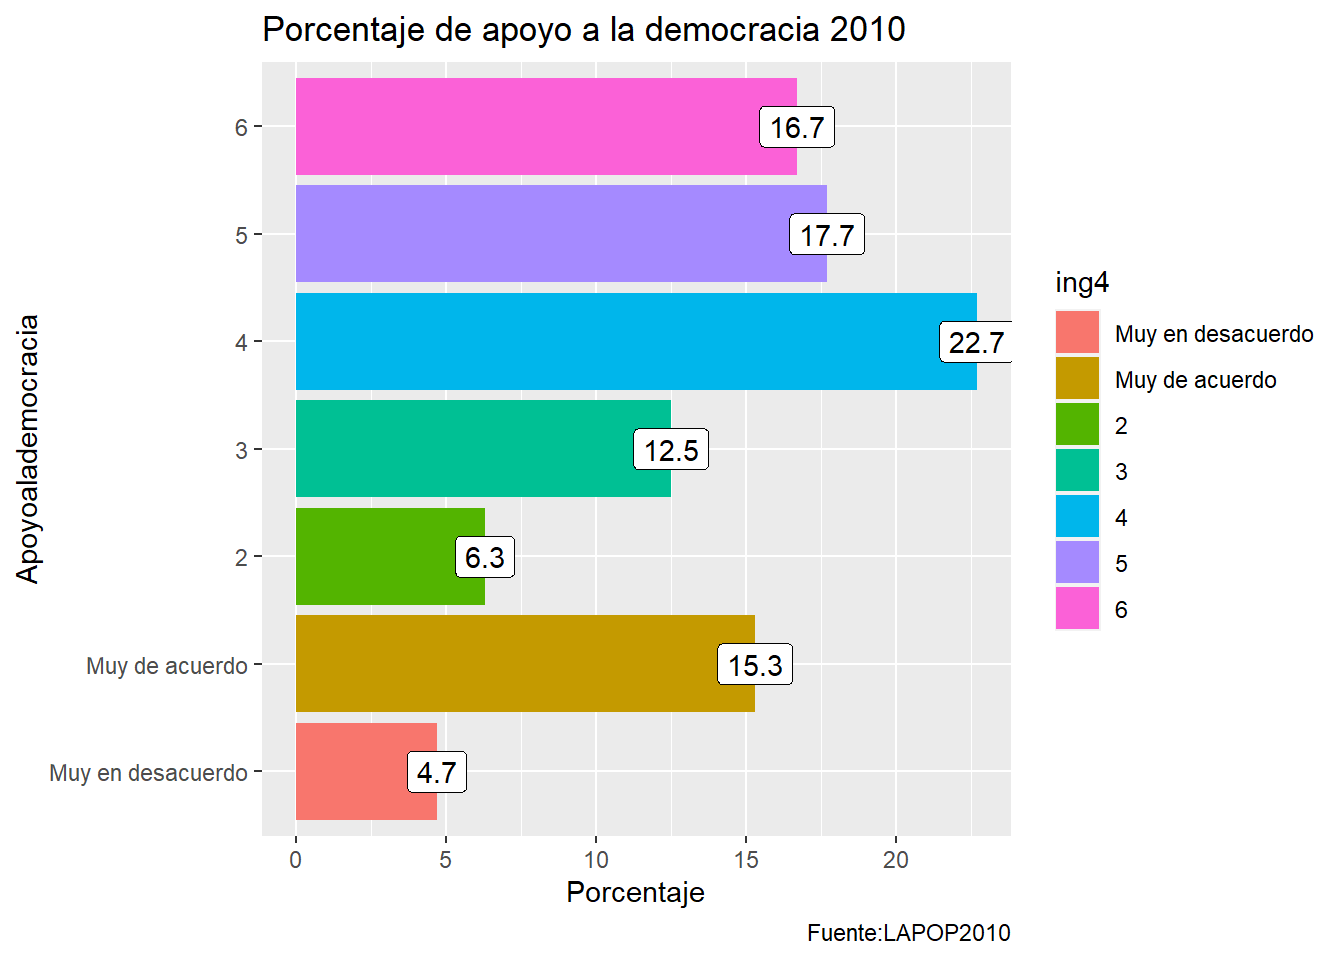 Porcentaje de apoyo a la democracia 2010
Apoyoalademocracia
6
16.7
5
17.7
4
22.7
3
12.5
2
6.3
Muy de acuerdo
15.3
Muy en desacuerdo
4.7
0 5 10 15 20
Porcentaje
Fuente:LAPOP2010
ing4
Muy en desacuerdo
Muy de acuerdo
2
3
4
5
6